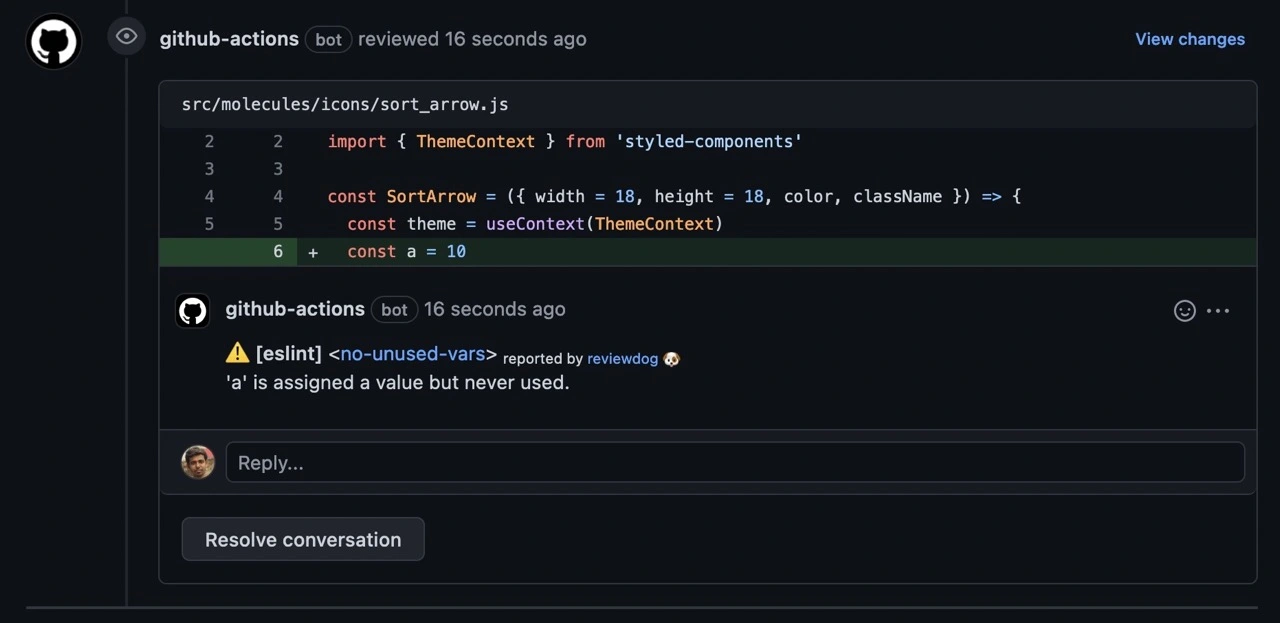 github-actions bot reviewed 16 seconds ago View changes
src/molecules/icons/sort_arrow.js
2 2 import { ThemeContext } from 'styled-components'
3 3
4 4 const SortArrow = ({ width = 18, height = 18, color, className }) => {
5 5 const theme = useContext(ThemeContext)
6 + const a = 10
github-actions bot 16 seconds ago
[eslint] <no-unused-vars> reported by reviewdog
'a' is assigned a value but never used.
Reply...
Resolve conversation